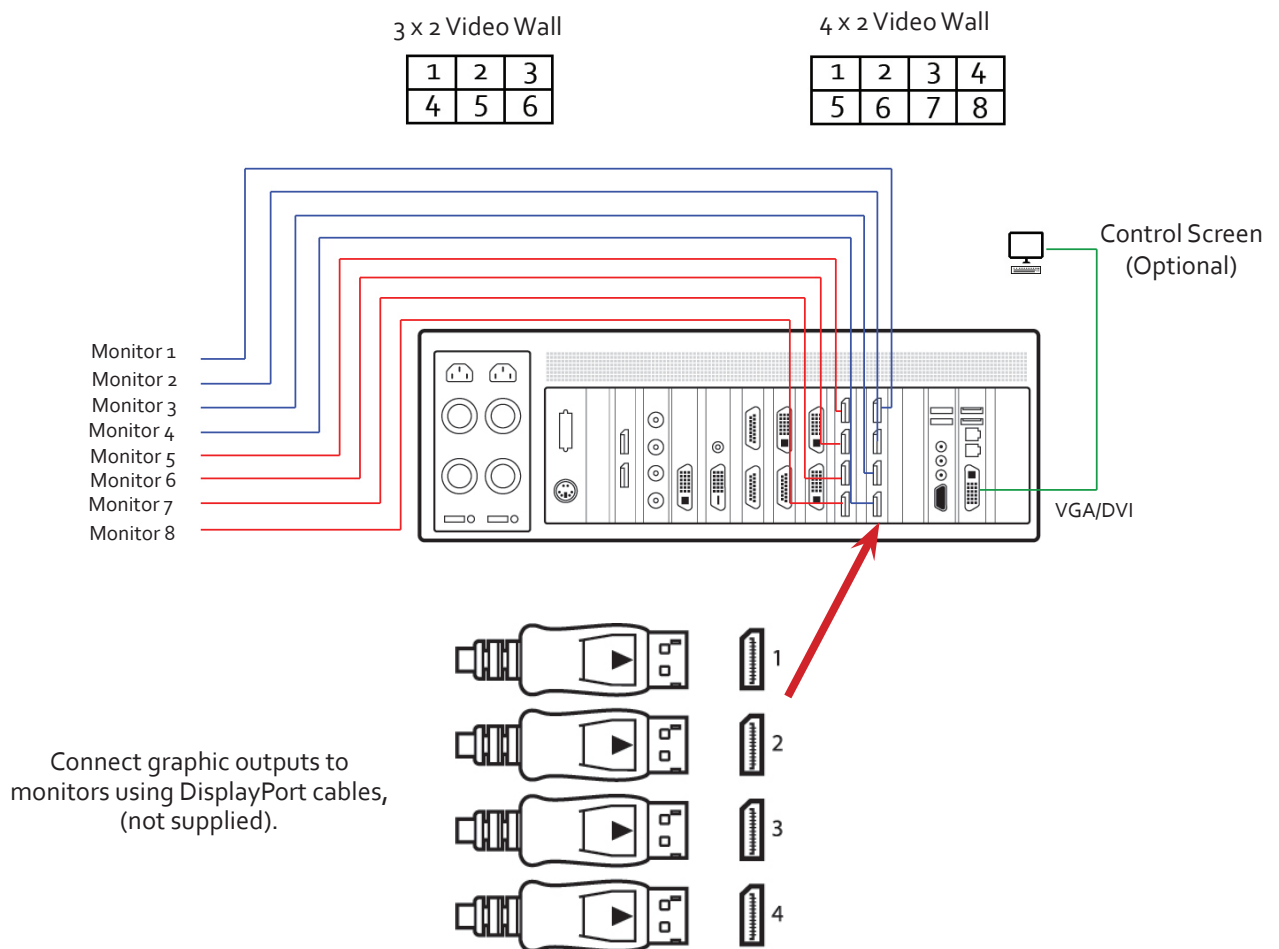 3 x 2 Video Wall
4 x 2 Video Wall
1 2 3
4 5 6
1 2 3 4
5 6 7 8
Control Screen
(Optional)
Monitor 1
Monitor 2
Monitor 3
Monitor 4
Monitor 5
Monitor 6
Monitor 7
Monitor 8
VGA/DVI
1
2
3
4
Connect graphic outputs to
monitors using DisplayPort cables,
(not supplied).